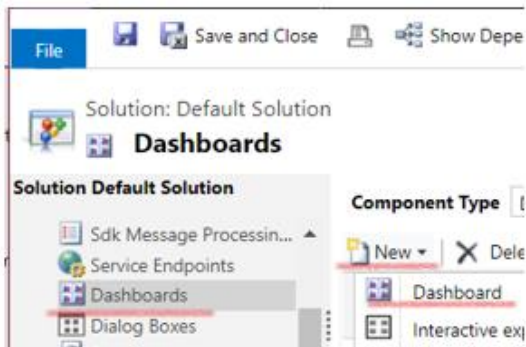 File
Save and Close
Show Depe
Solution: Default Solution
Dashboards
Solution Default Solution
Sdk Message Processin...
Service Endpoints
Dashboards
Dialog Boxes
Component Type
New
Dele
Dashboard
Interactive exp